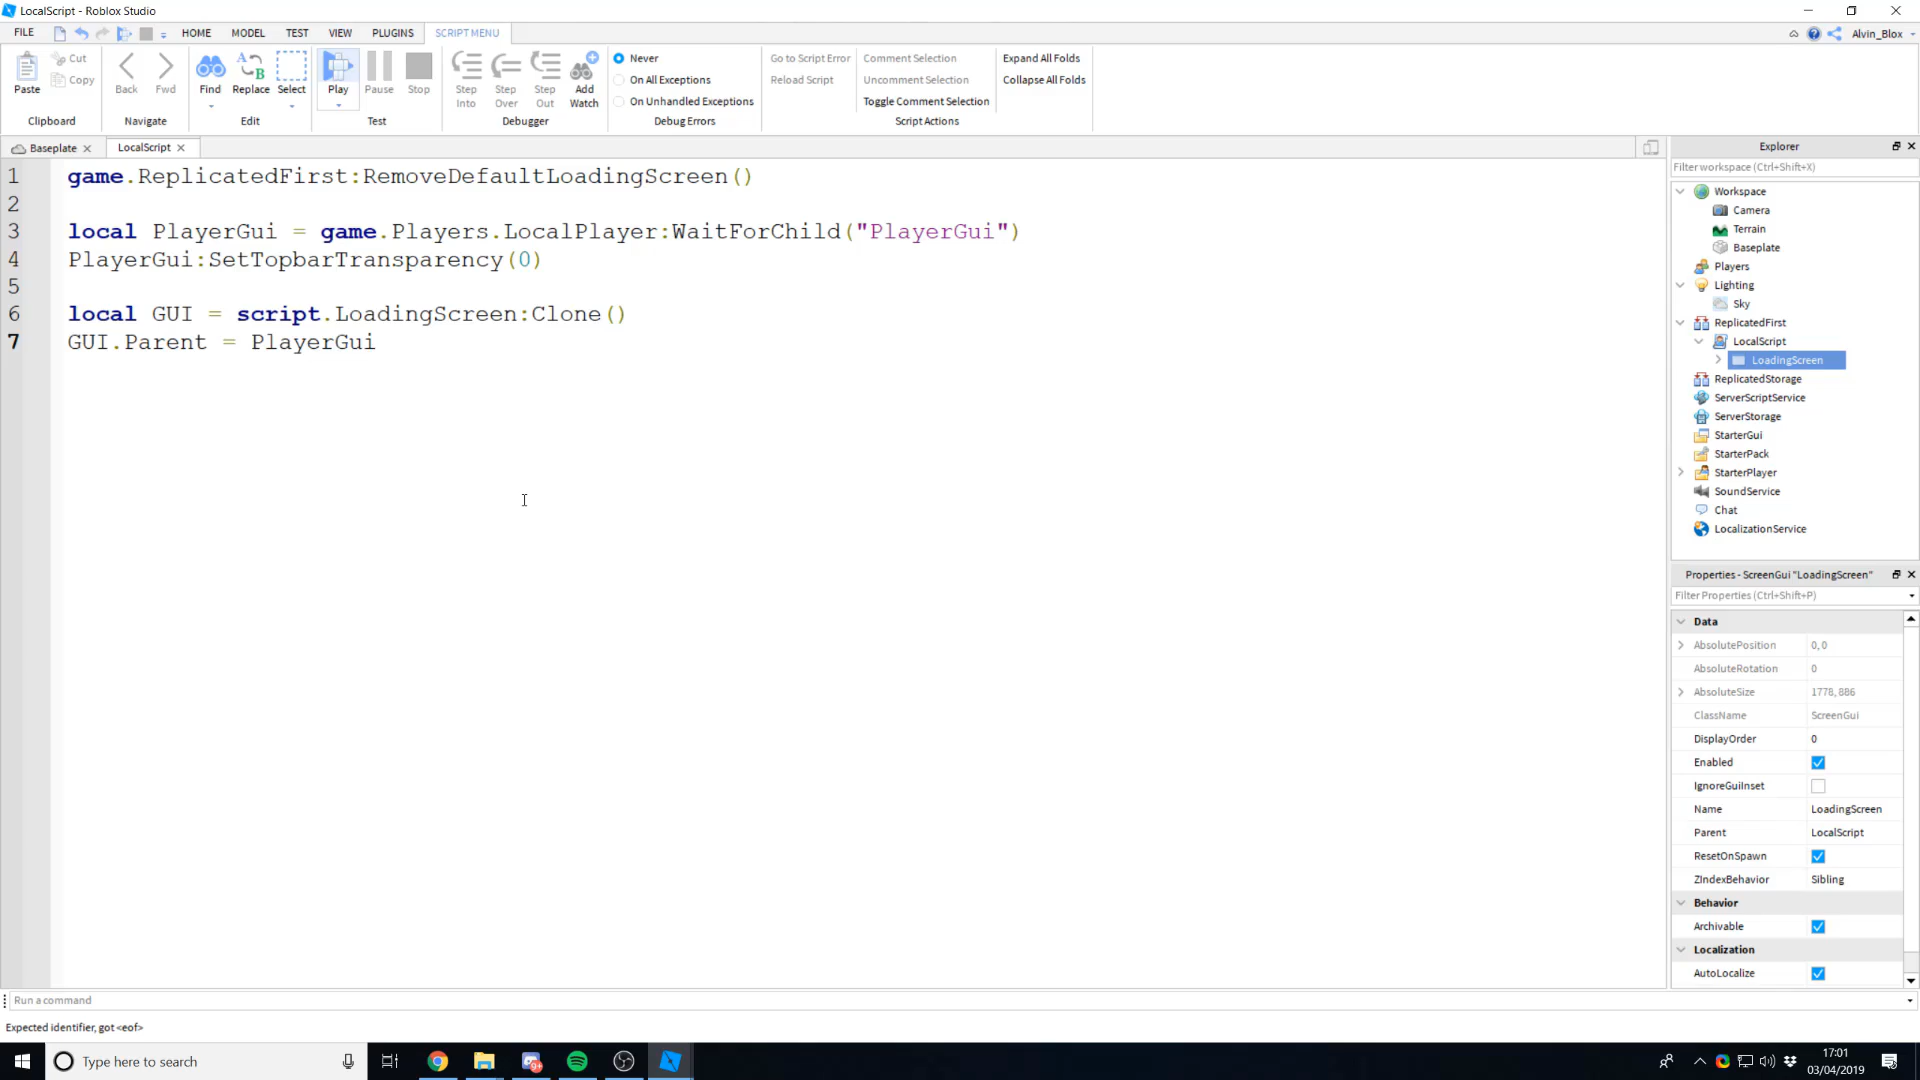 LocalScript - Roblox Studio
FILE HOME MODEL TEST VIEW PLUGINS SCRIPT MENU Alvin_Blox
Paste Cut Copy Clipboard
Back Fwd Navigate
Find Replace Select Edit
Play Pause Stop Test
Step Into Step Over Step Out Add Watch Debugger
Never
On All Exceptions
On Unhandled Exceptions
Debug Errors
Go to Script Error
Reload Script
Comment Selection
Uncomment Selection
Toggle Comment Selection
Script Actions
Expand All Folds
Collapse All Folds
Baseplate LocalScript
1 game.ReplicatedFirst:RemoveDefaultLoadingScreen()
2
3 local PlayerGui = game.Players.LocalPlayer:WaitForChild("PlayerGui")
4 PlayerGui:SetTopbarTransparency(0)
5
6 local GUI = script.LoadingScreen:Clone()
7 GUI.Parent = PlayerGui
Explorer
Filter workspace (Ctrl+Shift+X)
Workspace
Camera
Terrain
Baseplate
Players
Lighting
Sky
ReplicatedFirst
LocalScript
LoadingScreen
ReplicatedStorage
ServerScriptService
ServerStorage
StarterGui
StarterPack
StarterPlayer
SoundService
Chat
LocalizationService
Properties - ScreenGui "LoadingScreen"
Filter Properties (Ctrl+Shift+P)
Data
AbsolutePosition 0, 0
AbsoluteRotation 0
AbsoluteSize 1778, 886
ClassName ScreenGui
DisplayOrder 0
Enabled
IgnoreGuiInset
Name LoadingScreen
Parent LocalScript
ResetOnSpawn
ZIndexBehavior Sibling
Behavior
Archivable
Localization
AutoLocalize
Run a command
Expected identifier, got <eof>
Type here to search
9+
17:01
03/04/2019